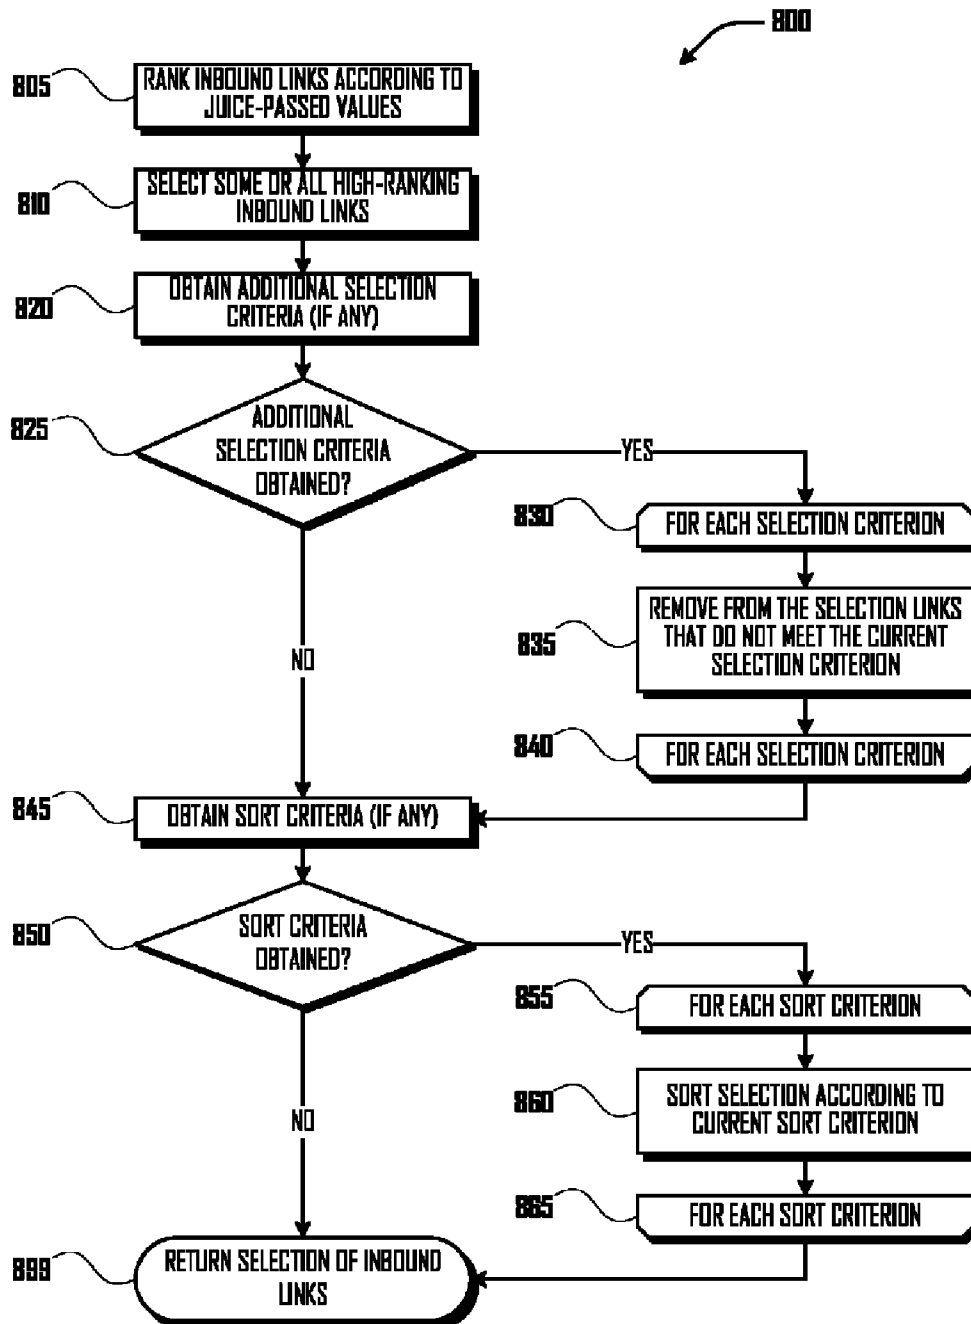 800
805
RANK INBOUND LINKS ACCORDING TO
JUICE-PASSED VALUES
810
SELECT SOME OR ALL HIGH-RANKING
INBOUND LINKS
820
OBTAIN ADDITIONAL SELECTION
CRITERIA (IF ANY)
825
ADDITIONAL
SELECTION CRITERIA
OBTAINED?
YES
NO
830
FOR EACH SELECTION CRITERION
835
REMOVE FROM THE SELECTION LINKS
THAT DO NOT MEET THE CURRENT
SELECTION CRITERION
840
FOR EACH SELECTION CRITERION
845
OBTAIN SORT CRITERIA (IF ANY)
850
SORT CRITERIA
OBTAINED?
YES
NO
855
FOR EACH SORT CRITERION
860
SORT SELECTION ACCORDING TO
CURRENT SORT CRITERION
865
FOR EACH SORT CRITERION
899
RETURN SELECTION OF INBOUND
LINKS